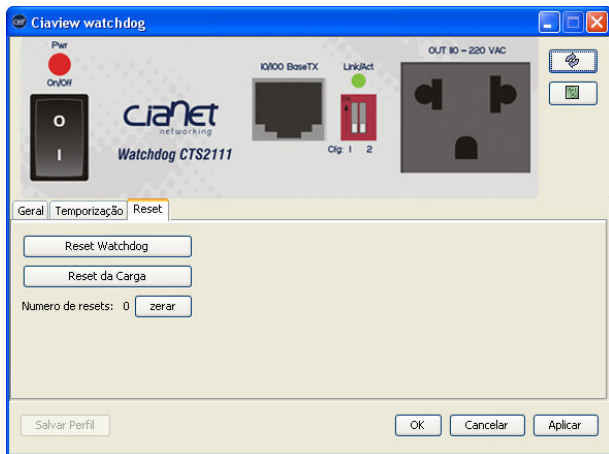 Ciaview watchdog
Pwr
On/Off
O
I
cianet
networking
Watchdog CTS2111
10/100 BaseTX
Link/Act
ON
Cfg: 1 2
OUT 110 - 220 VAC
Geral Temporização Reset
Reset Watchdog
Reset da Carga
Numero de resets: 0 zerar
Salvar Perfil
OK Cancelar Aplicar